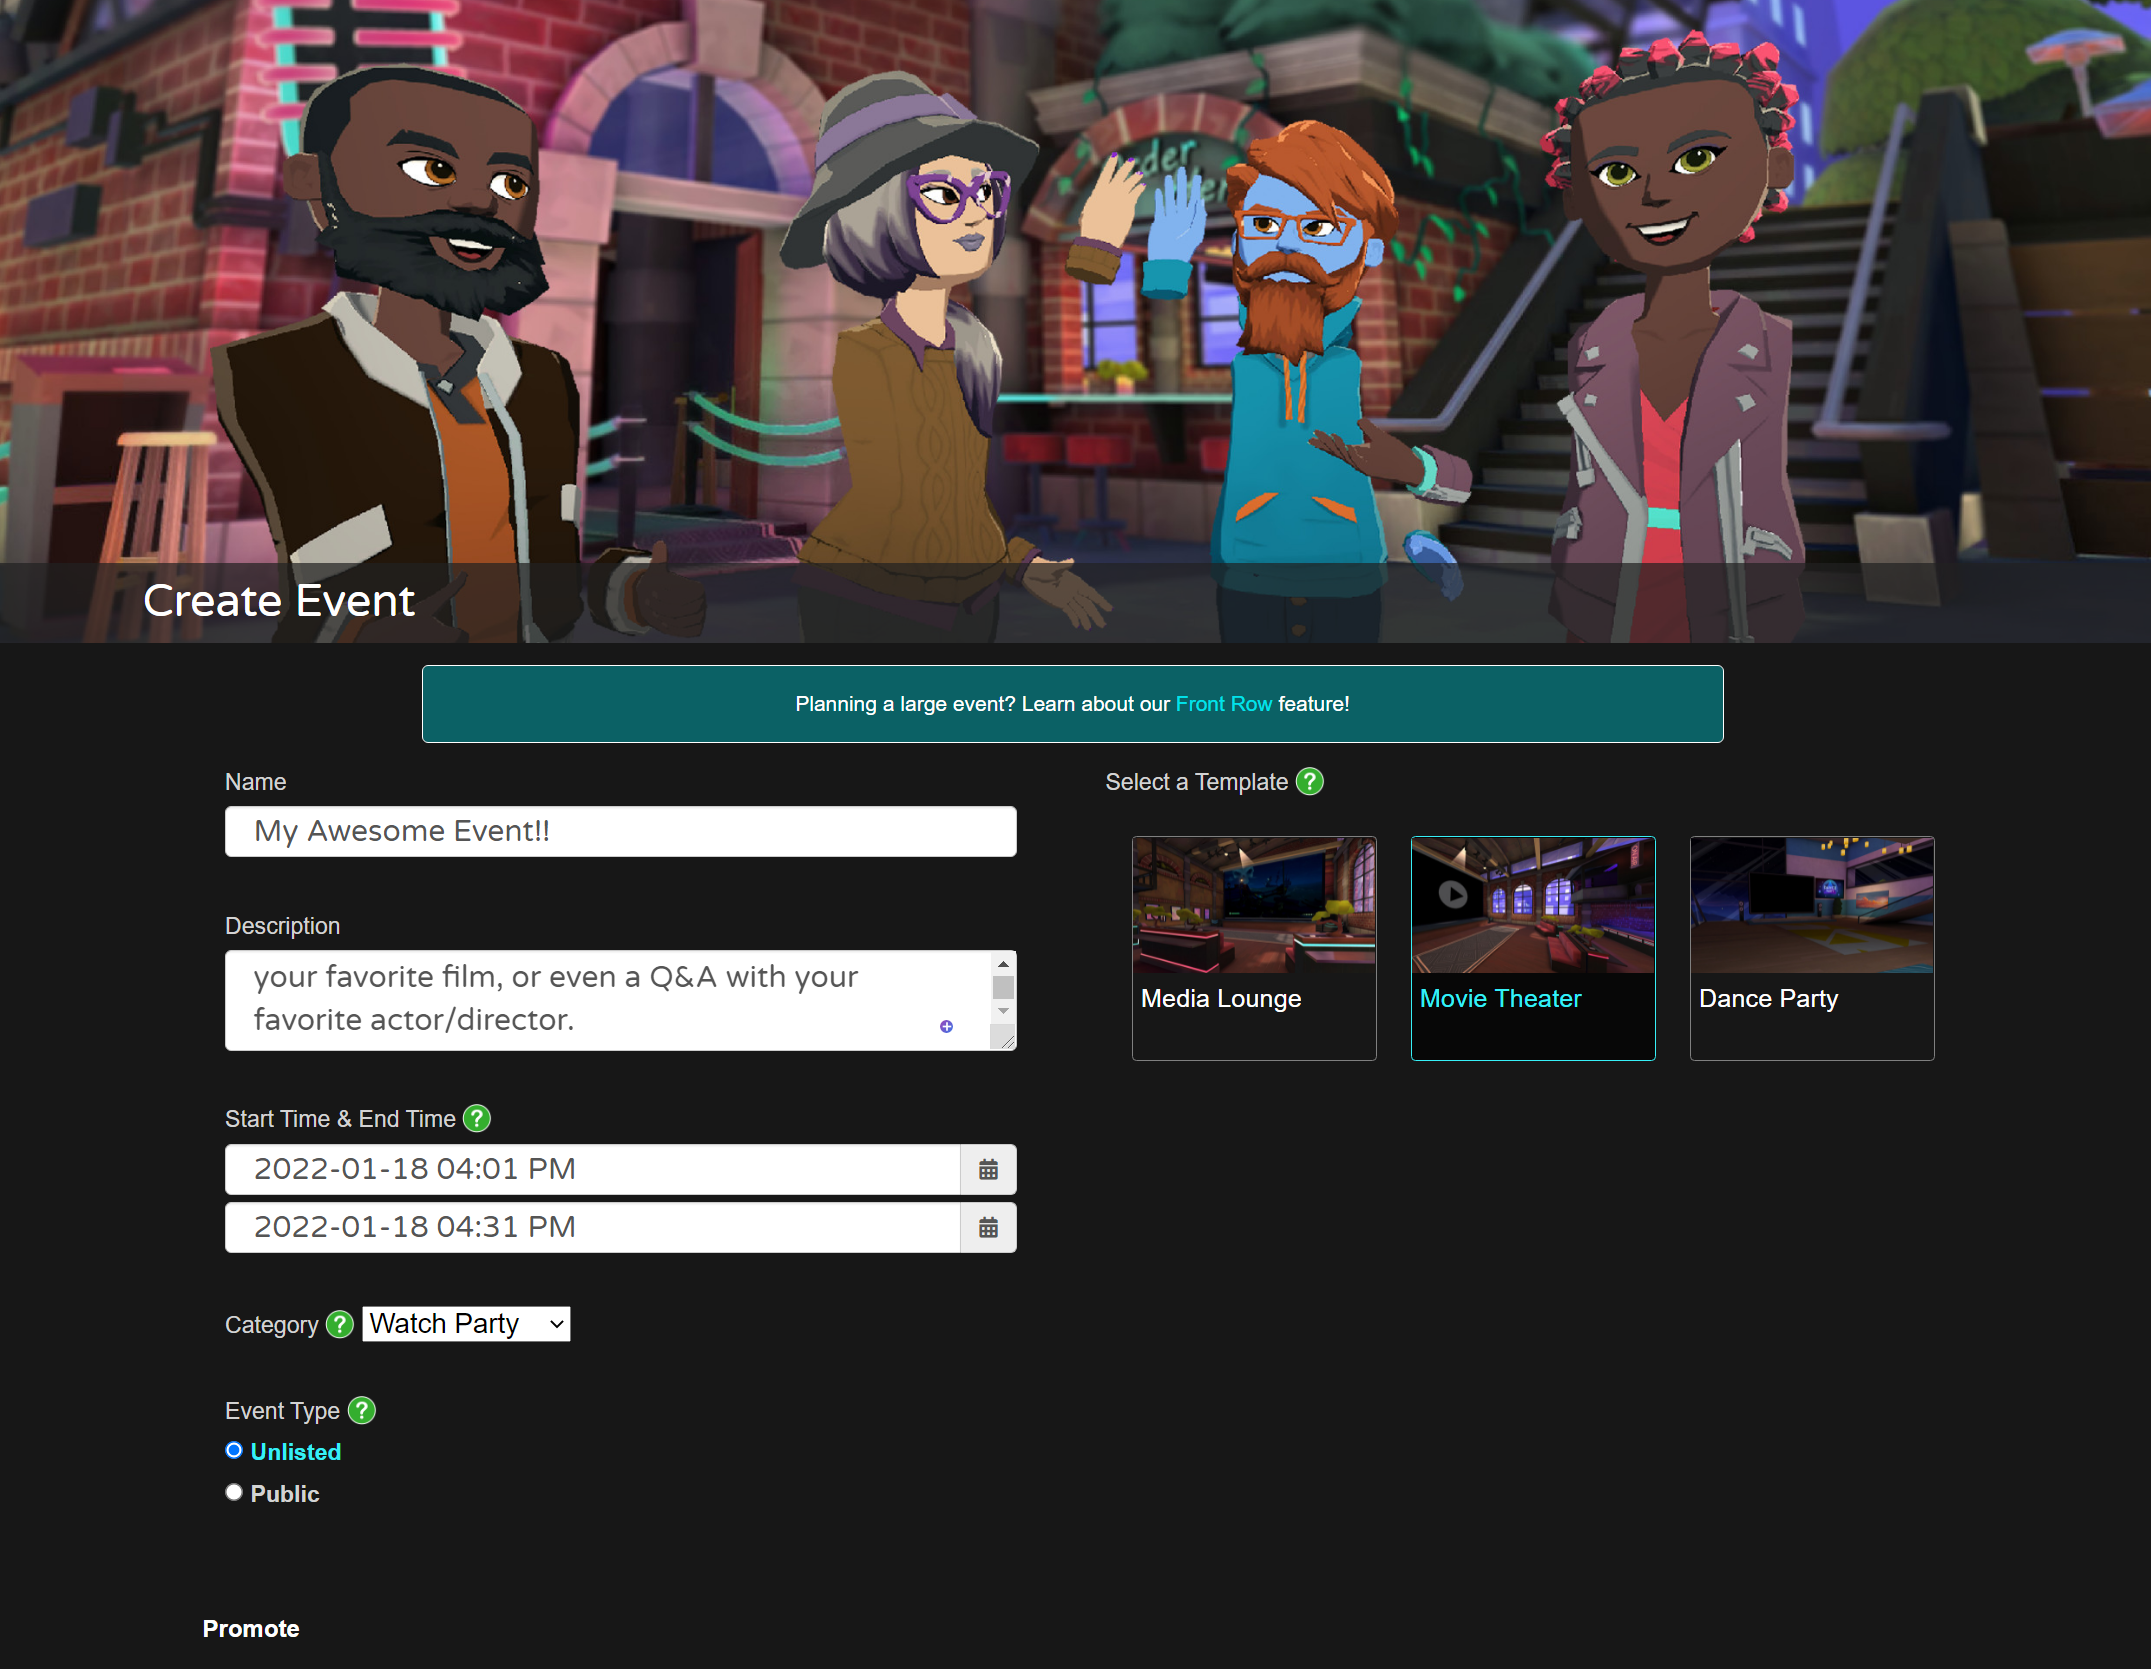 Create Event
Planning a large event? Learn about our Front Row feature!
Name
My Awesome Event!!
Description
your favorite film, or even a Q&A with your
favorite actor/director.
Start Time & End Time ?
2022-01-18 04:01 PM
2022-01-18 04:31 PM
Category ? Watch Party
Event Type ?
Unlisted
Public
Promote
Select a Template ?
Media Lounge
Movie Theater
Dance Party